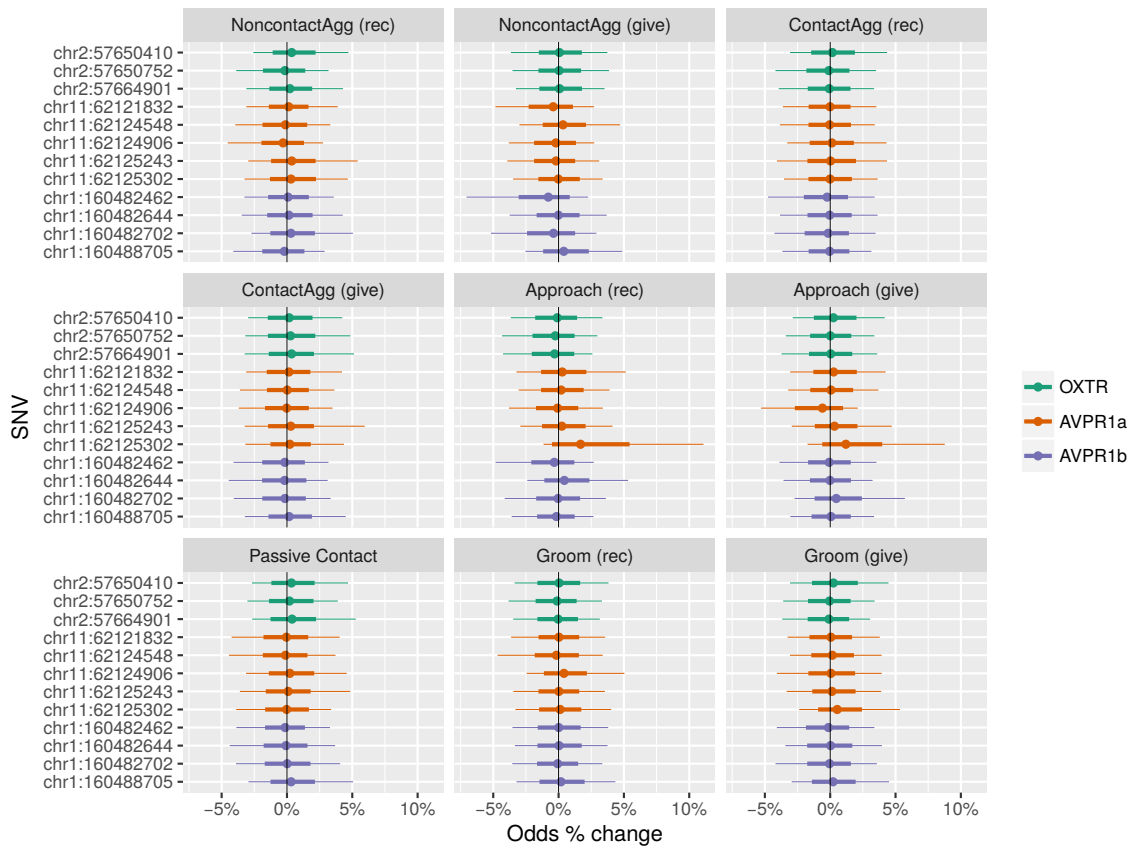 NoncontactAgg (rec) NoncontactAgg (give) ContactAgg (rec)
chr2:57650410
chr2:57650752
chr2:57664901
chr11:62121832
chr11:62124548
chr11:62124906
chr11:62125243
chr11:62125302
chr1:160482462
chr1:160482644
chr1:160482702
chr1:160488705
ContactAgg (give) Approach (rec) Approach (give)
chr2:57650410
chr2:57650752
chr2:57664901
chr11:62121832
chr11:62124548
chr11:62124906
chr11:62125243
chr11:62125302
chr1:160482462
chr1:160482644
chr1:160482702
chr1:160488705
SNV
OXTR
AVPR1a
AVPR1b
Passive Contact Groom (rec) Groom (give)
chr2:57650410
chr2:57650752
chr2:57664901
chr11:62121832
chr11:62124548
chr11:62124906
chr11:62125243
chr11:62125302
chr1:160482462
chr1:160482644
chr1:160482702
chr1:160488705
−5% 0% 5% 10% −5% 0% 5% 10% −5% 0% 5% 10%
Odds % change